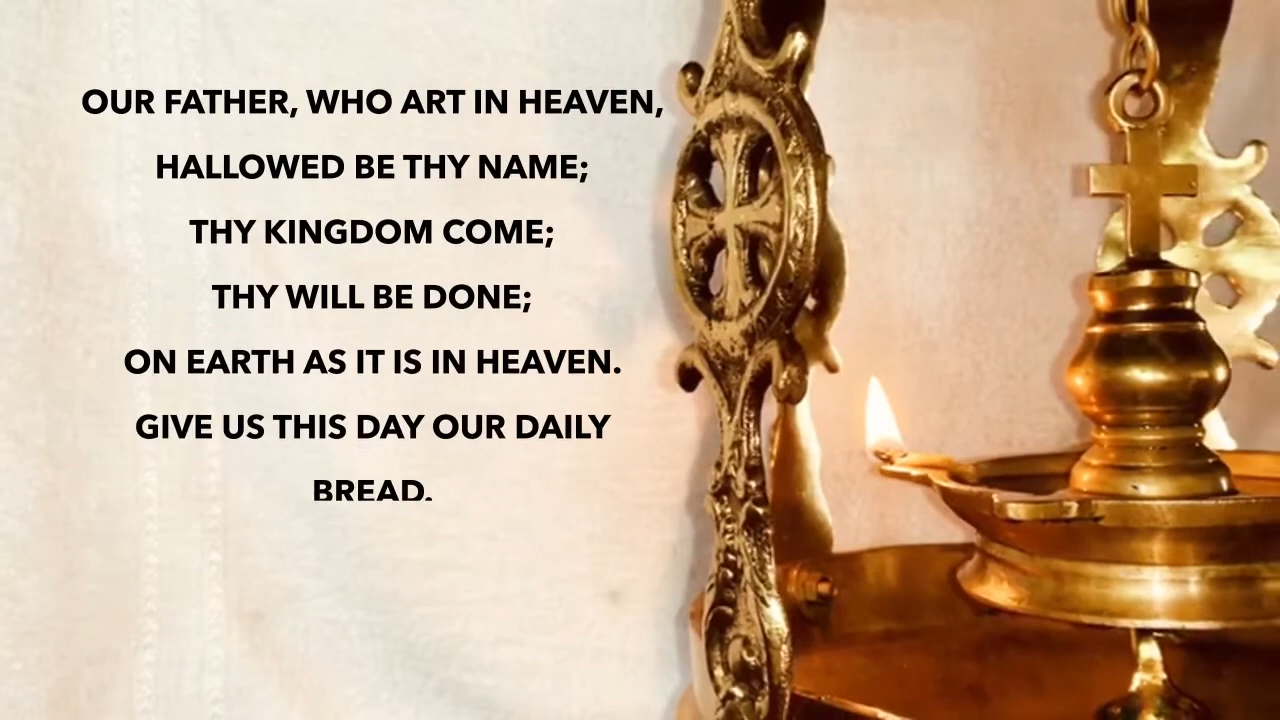 OUR FATHER, WHO ART IN HEAVEN,
HALLOWED BE THY NAME;
THY KINGDOM COME;
THY WILL BE DONE;
ON EARTH AS IT IS IN HEAVEN.
GIVE US THIS DAY OUR DAILY
BREAD.